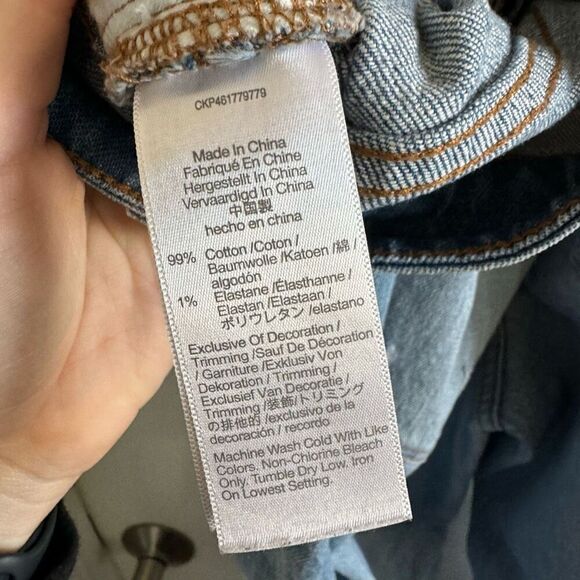 CKP461779779
Made In China
Fabriqué En Chine
Hergestellt In China
Vervaardigd In China
中国製
hecho en china
99% Cotton /Coton /
Baumwolle /Katoen /綿 /
algodón
1% Elastane /Élasthanne /
Elastan /Elastaan /
ポリウレタン /elastano
Exclusive Of Decoration /
Trimming /Sauf De Décoration
/ Garniture /Exklusiv Von
Dekoration / Trimming /
Exclusief Van Decoratie /
Trimming /装飾/トリミング
の排他的 /exclusivo de la
decoración / recordo
Machine Wash Cold With Like
Colors. Non-Chlorine Bleach
Only. Tumble Dry Low. Iron
On Lowest Setting.